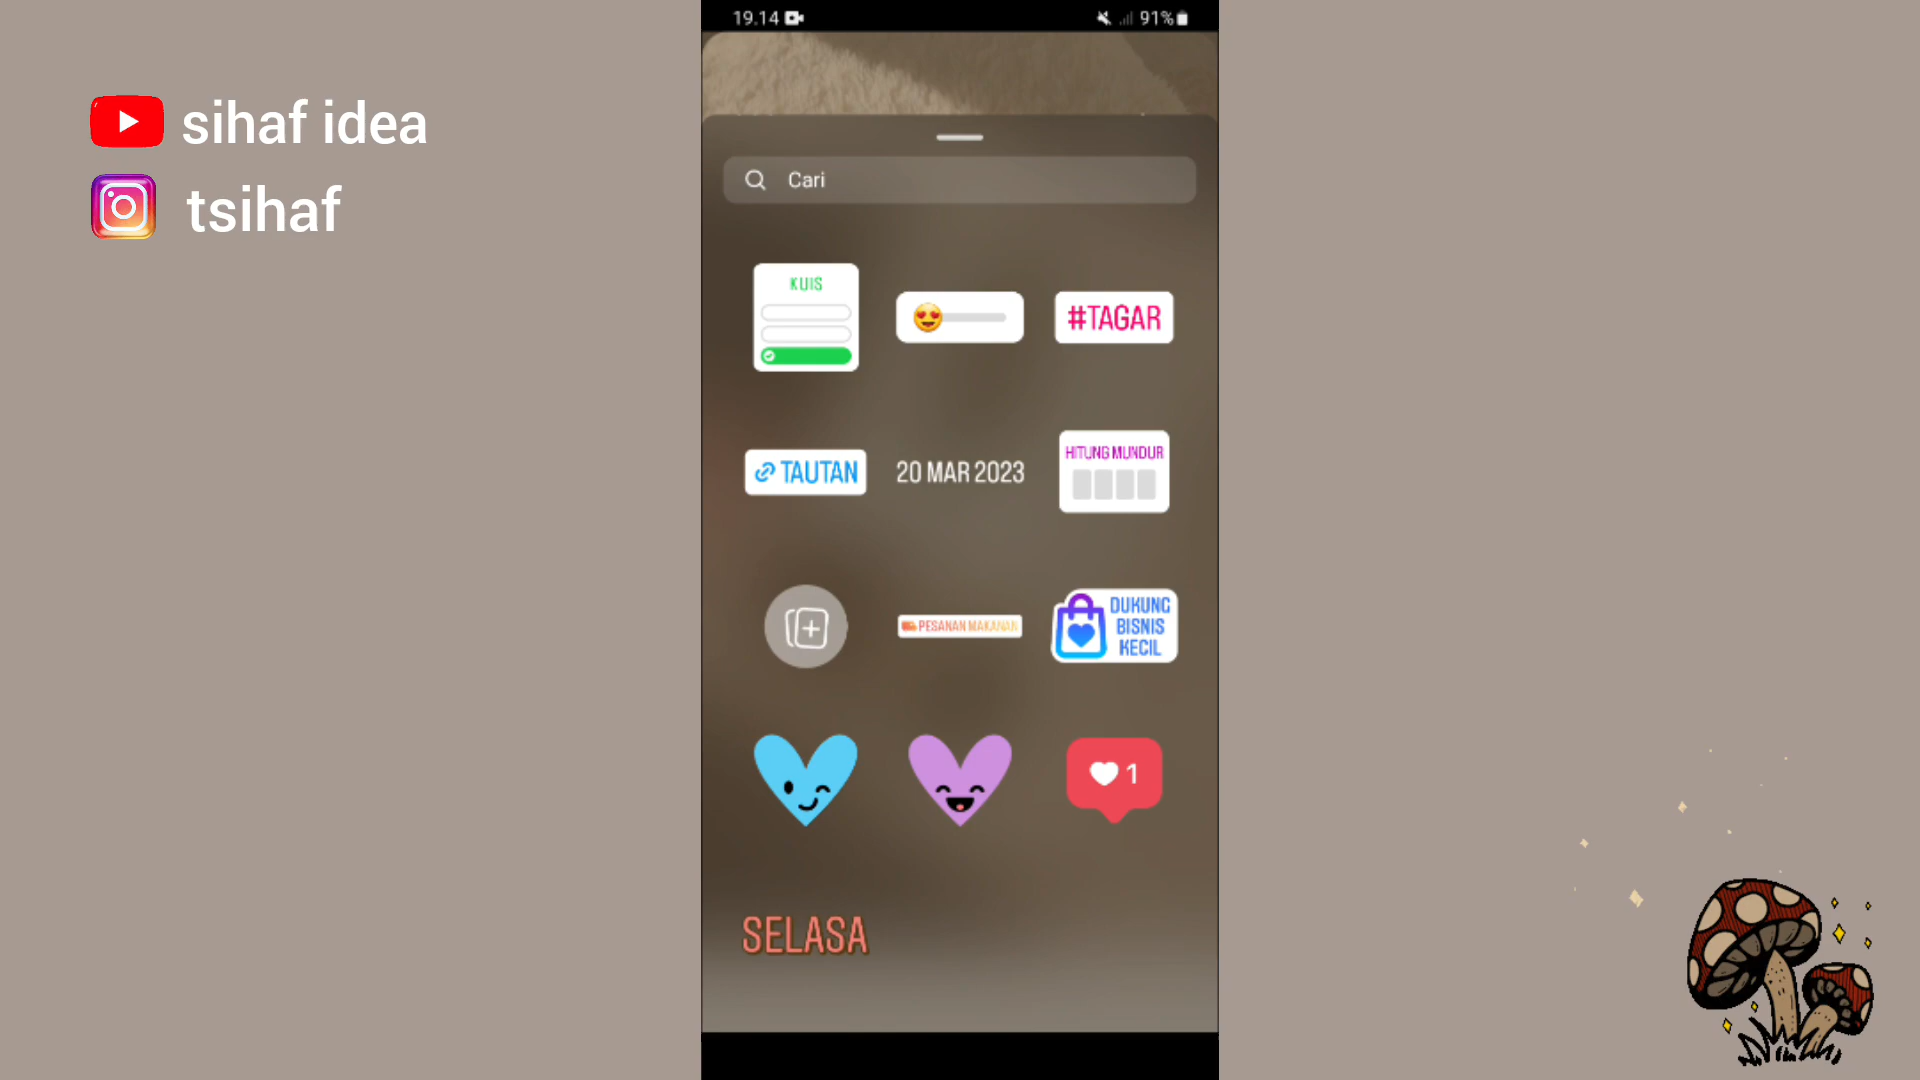 19.14
91%
sihaf idea
tsihaf
Cari
KUIS
#TAGAR
TAUTAN
20 MAR 2023
HITUNG MUNDUR
PESANAN MAKANAN
DUKUNG
BISNIS
KECIL
1
SELASA